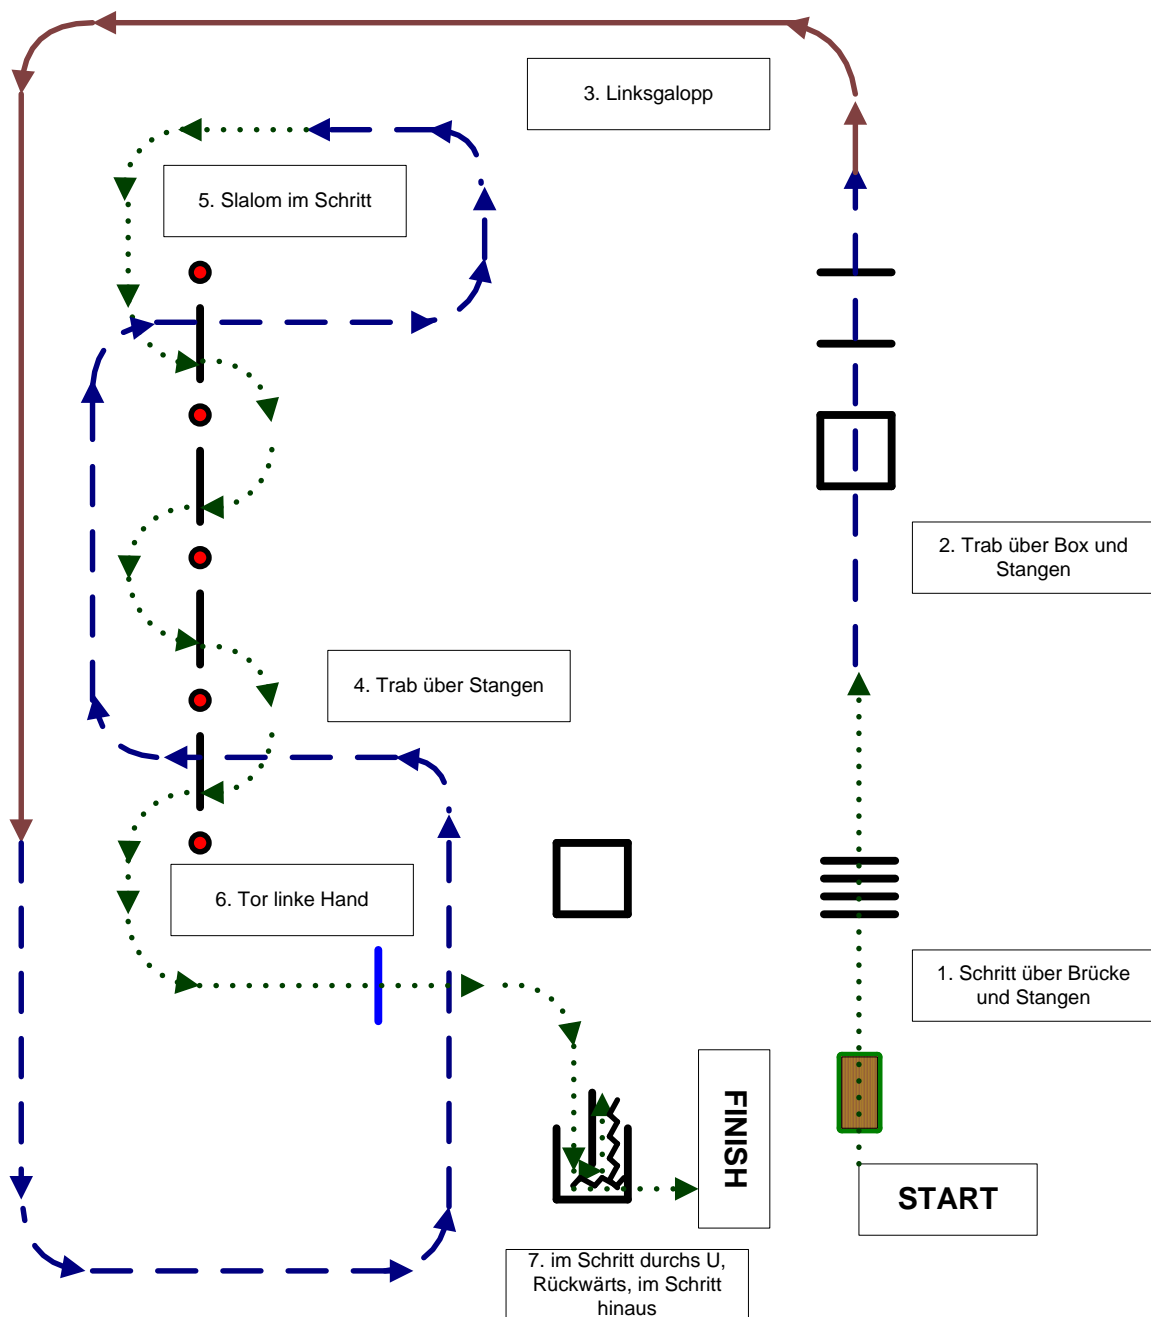 3. Linksgalopp
5. Slalom im Schritt
2. Trab über Box und
Stangen
4. Trab über Stangen
6. Tor linke Hand
1. Schritt über Brücke
und Stangen
FINISH
START
7. im Schritt durchs U,
Rückwärts, im Schritt
hinaus